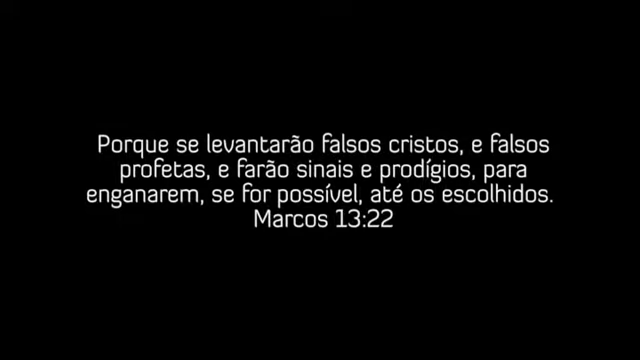 Porque se levantarão falsos cristos, e falsos
profetas, e farão sinais e prodígios, para
enganarem, se for possível, até os escolhidos.
Marcos 13:22